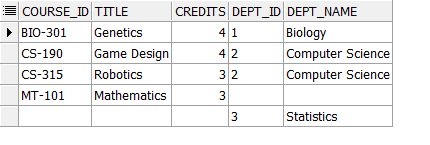 COURSE_ID TITLE CREDITS DEPT_ID DEPT_NAME
BIO-301 Genetics 4 1 Biology
CS-190 Game Design 4 2 Computer Science
CS-315 Robotics 3 2 Computer Science
MT-101 Mathematics 3
3 Statistics